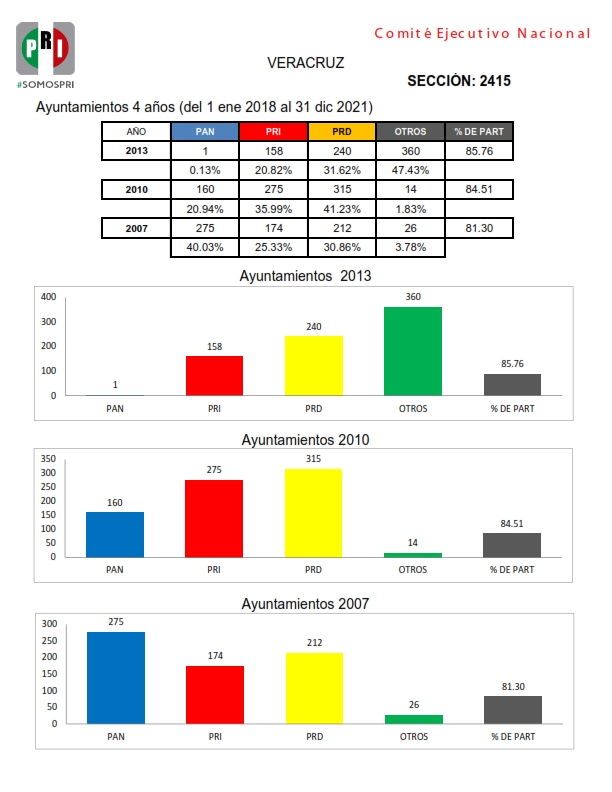 PRI
#SOMOSPRI
Comité Ejecutivo Nacional
VERACRUZ
SECCIÓN: 2415
Ayuntamientos 4 años (del 1 ene 2018 al 31 dic 2021)
AÑO PAN PRI PRD OTROS % DE PART
2013 1 158 240 360 85.76
0.13% 20.82% 31.62% 47.43%
2010 160 275 315 14 84.51
20.94% 35.99% 41.23% 1.83%
2007 275 174 212 26 81.30
40.03% 25.33% 30.86% 3.78%
Ayuntamientos 2013
400
300
200
100
0
1 158 240 360 85.76
PAN PRI PRD OTROS % DE PART
Ayuntamientos 2010
350
300
250
200
150
100
50
0
160 275 315 14 84.51
PAN PRI PRD OTROS % DE PART
Ayuntamientos 2007
300
250
200
150
100
50
0
275 174 212 26 81.30
PAN PRI PRD OTROS % DE PART